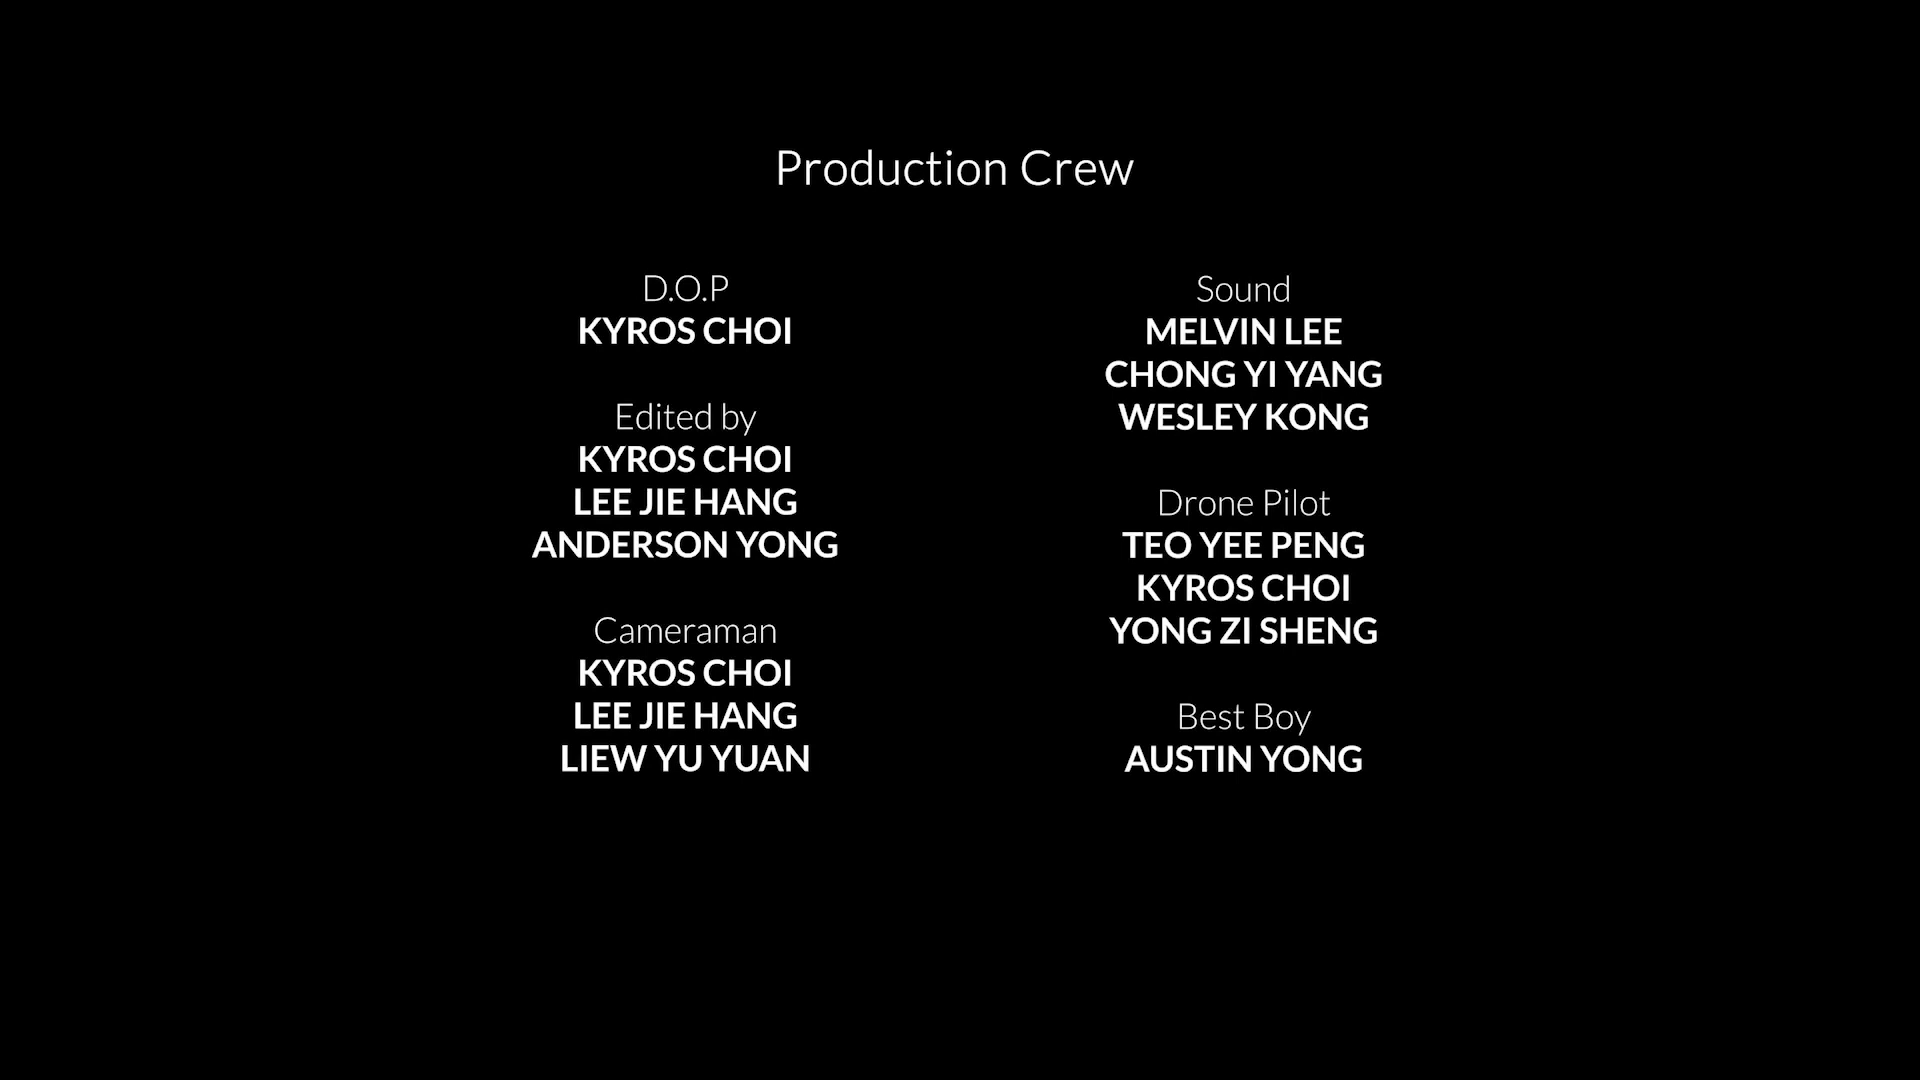 Production Crew
D.O.P
KYROS CHOI
Edited by
KYROS CHOI
LEE JIE HANG
ANDERSON YONG
Cameraman
KYROS CHOI
LEE JIE HANG
LIEW YU YUAN
Sound
MELVIN LEE
CHONG YI YANG
WESLEY KONG
Drone Pilot
TEO YEE PENG
KYROS CHOI
YONG ZI SHENG
Best Boy
AUSTIN YONG